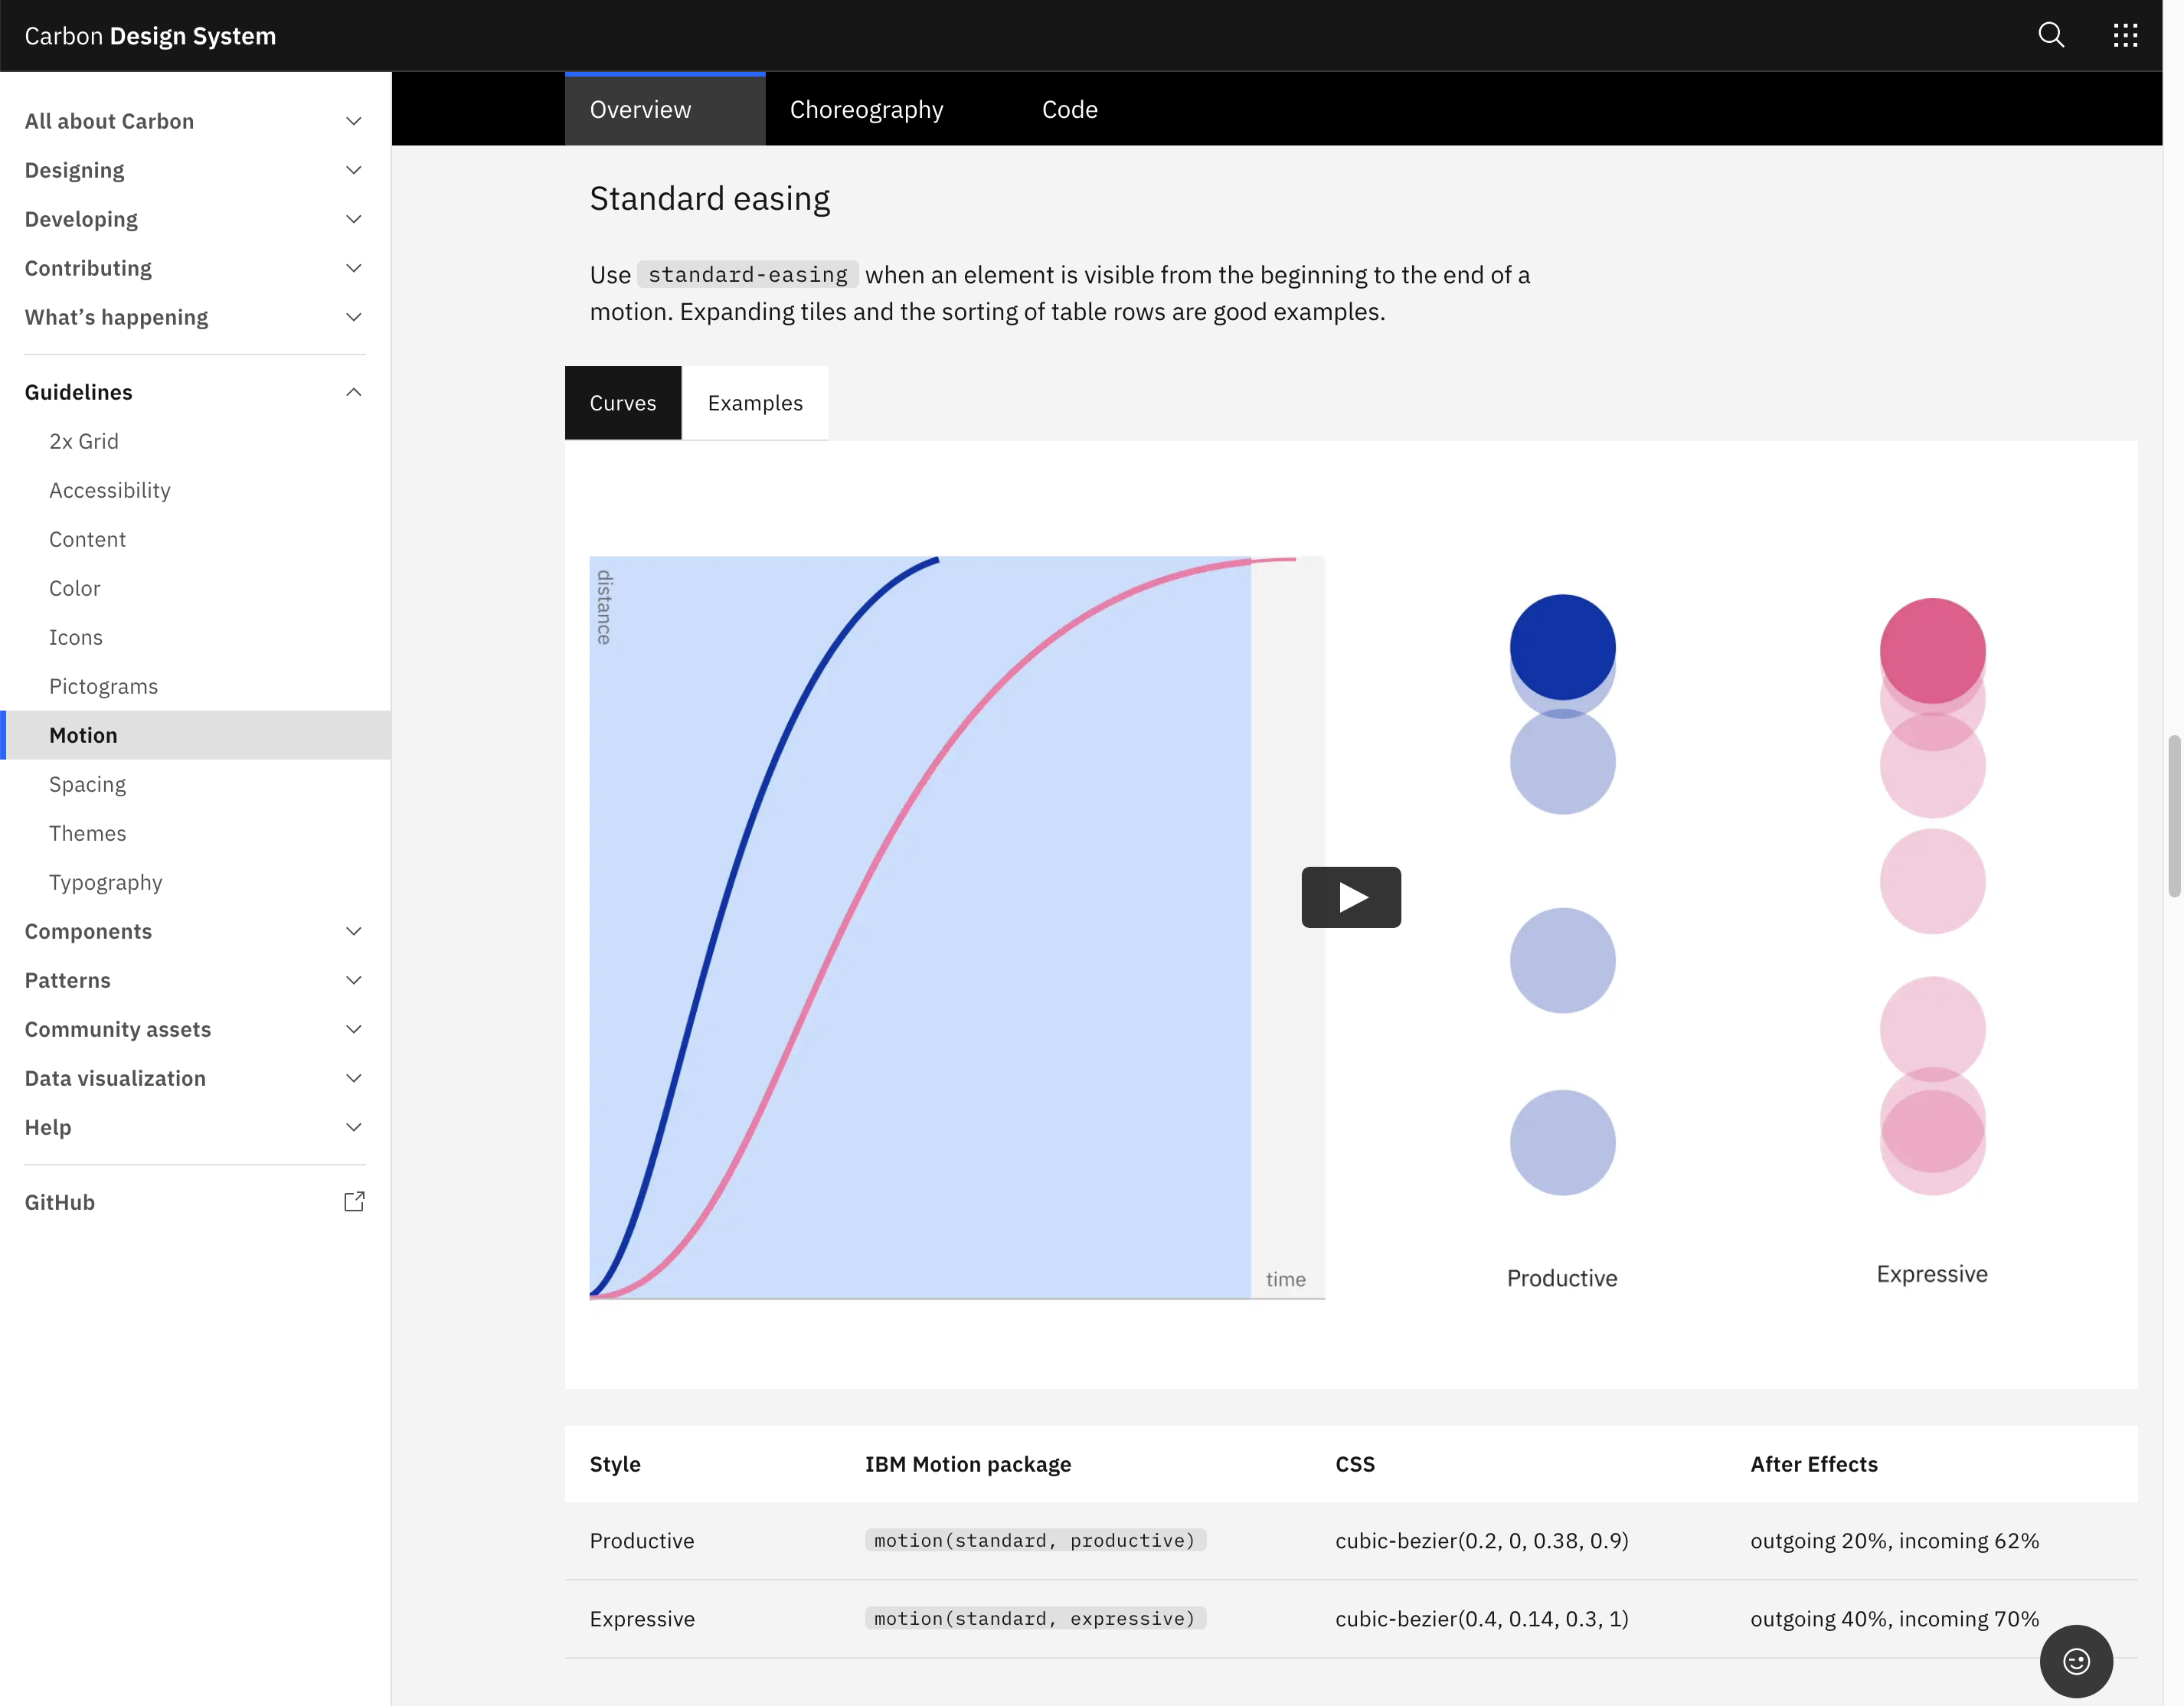 Carbon Design System
All about Carbon
Designing
Developing
Contributing
What’s happening
Guidelines
2x Grid
Accessibility
Content
Color
Icons
Pictograms
Motion
Spacing
Themes
Typography
Components
Patterns
Community assets
Data visualization
Help
GitHub
Overview
Choreography
Code
Standard easing
Use standard-easing when an element is visible from the beginning to the end of a
motion. Expanding tiles and the sorting of table rows are good examples.
Curves
Examples
distance
time
Productive
Expressive
Style IBM Motion package CSS After Effects
Productive motion(standard, productive) cubic-bezier(0.2, 0, 0.38, 0.9) outgoing 20%, incoming 62%
Expressive motion(standard, expressive) cubic-bezier(0.4, 0.14, 0.3, 1) outgoing 40%, incoming 70%